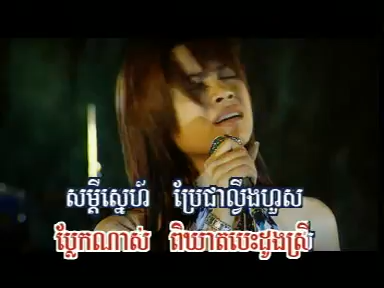 សម្ដីស្នេហ៍ ប្រែជាល្វីងហួស
ប្លែកណាស់ ពិឃាតបេះដូងស្រី